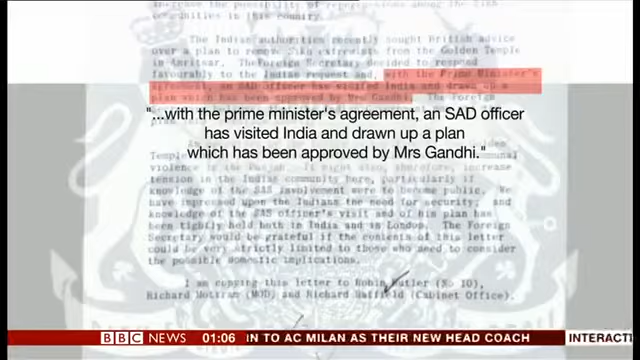 increase the possibility of repercussions among the Sikh
communities in this country.
The Indian authorities recently sought British advice
over a plan to remove Sikh extremists from the Golden Temple
in Amritsar. The Foreign Secretary decided to respond
favourably to the Indian request and, with the Prime Minister's
agreement, an SAD officer has visited India and drawn up a
plan which has been approved by Mrs Gandhi. The Foreign
"...with the prime minister's agreement, an SAD officer
has visited India and drawn up a plan
which has been approved by Mrs Gandhi."
Temple
violence in the Punjab. It might also, therefore, increase
tension in the Indian community here, particularly if
knowledge of the SAS involvement were to become public. We
have impressed upon the Indians the need for security; and
knowledge of the SAS officer's visit and of his plan has
been tightly held both in India and in London. The Foreign
Secretary would be grateful if the contents of this letter
could be very strictly limited to those who need to consider
the possible domestic implications.
I am copying this letter to Robin Butler (No 10),
Richard Mottram (MOD) and Richard Hatfield (Cabinet Office).
BBC NEWS 01:06 IN TO AC MILAN AS THEIR NEW HEAD COACH INTERACTI